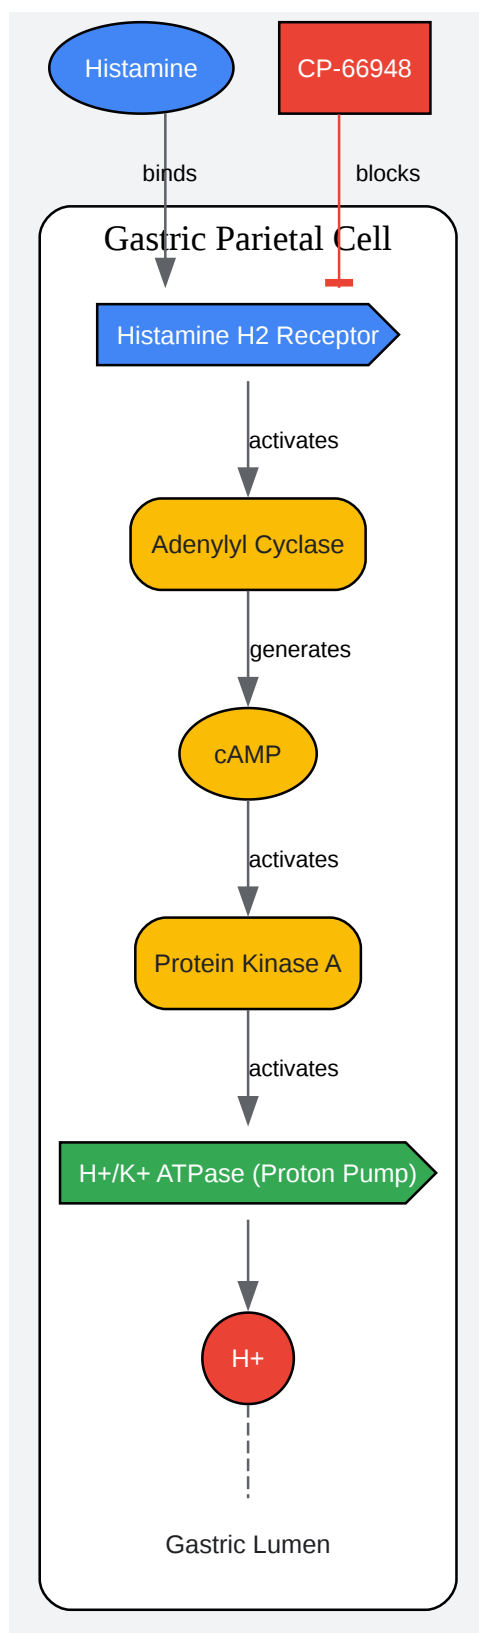 Histamine
CP-66948
binds
blocks
Gastric Parietal Cell
Histamine H2 Receptor
activates
Adenylyl Cyclase
generates
cAMP
activates
Protein Kinase A
activates
H+/K+ ATPase (Proton Pump)
H+
Gastric Lumen